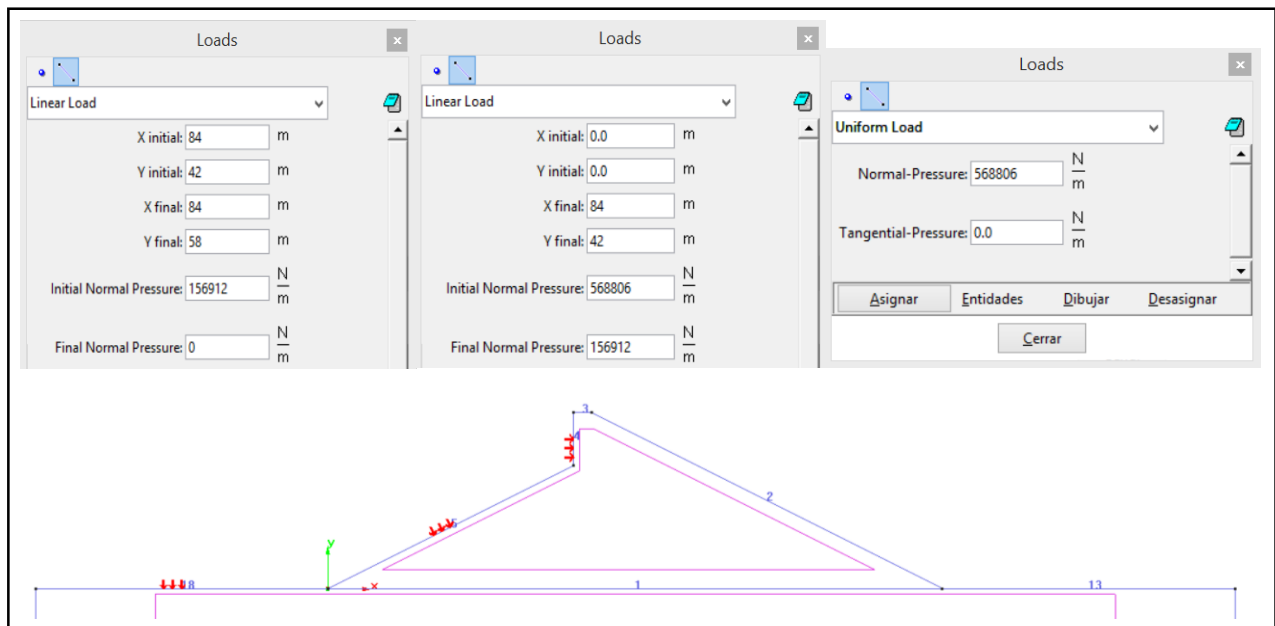 Loads
Linear Load
X initial: 84 m
Y initial: 42 m
X final: 84 m
Y final: 58 m
Initial Normal Pressure: 156912 N/m
Final Normal Pressure: 0 N/m
Loads
Linear Load
X initial: 0.0 m
Y initial: 0.0 m
X final: 84 m
Y final: 42 m
Initial Normal Pressure: 568806 N/m
Final Normal Pressure: 156912 N/m
Loads
Uniform Load
Normal-Pressure: 568806 N/m
Tangential-Pressure: 0.0 N/m
Asignar Entidades Dibujar Desasignar
Cerrar
3
4
2
5
y
18 x 1 13